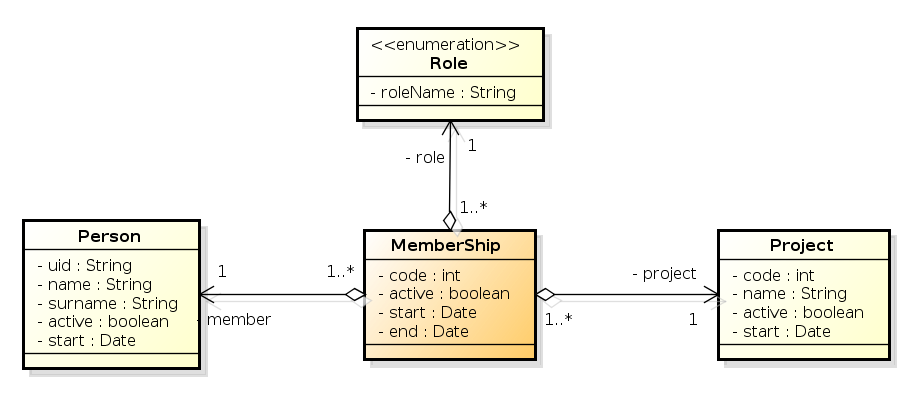 <<enumeration>>
Role
- roleName : String
1
- role
1..*
Person
- uid : String
- name : String
- surname : String
- active : boolean
- start : Date
1
1..*
- member
MemberShip
- code : int
- active : boolean
- start : Date
- end : Date
- project
1..*
1
Project
- code : int
- name : String
- active : boolean
- start : Date